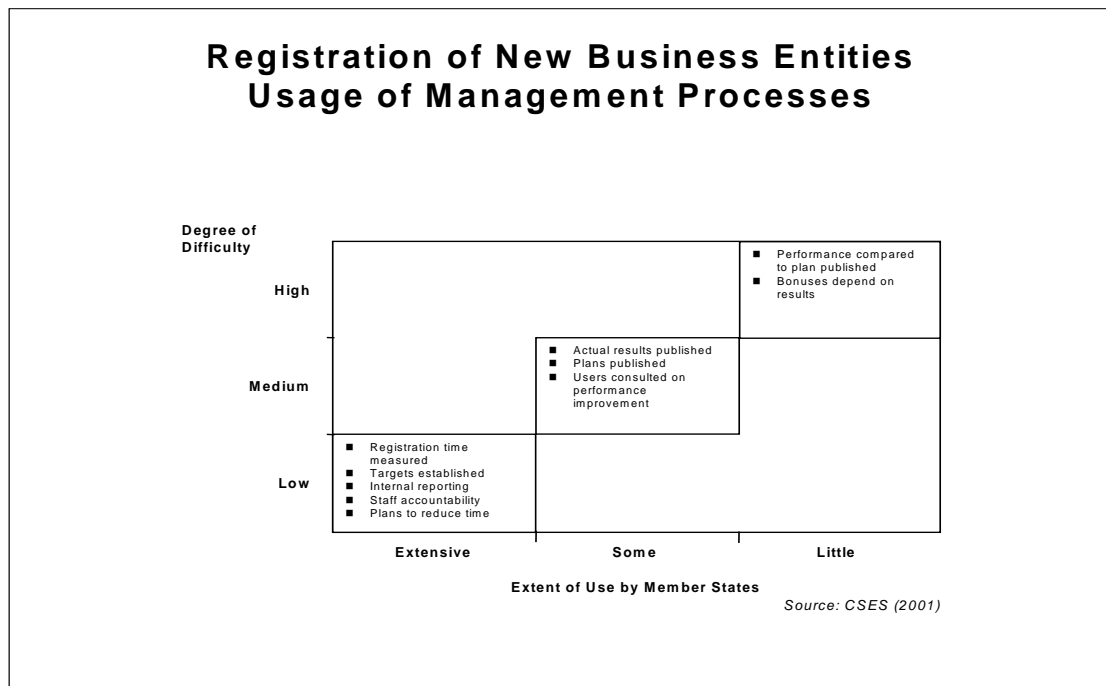 Registration of New Business Entities
Usage of Management Processes
Degree of
Difficulty
High
■ Performance compared
to plan published
■ Bonuses depend on
results
Medium
■ Actual results published
■ Plans published
■ Users consulted on
performance
improvement
Low
■ Registration time
measured
■ Targets established
■ Internal reporting
■ Staff accountability
■ Plans to reduce time
Extensive
Some
Little
Extent of Use by Member States
Source: CSES (2001)